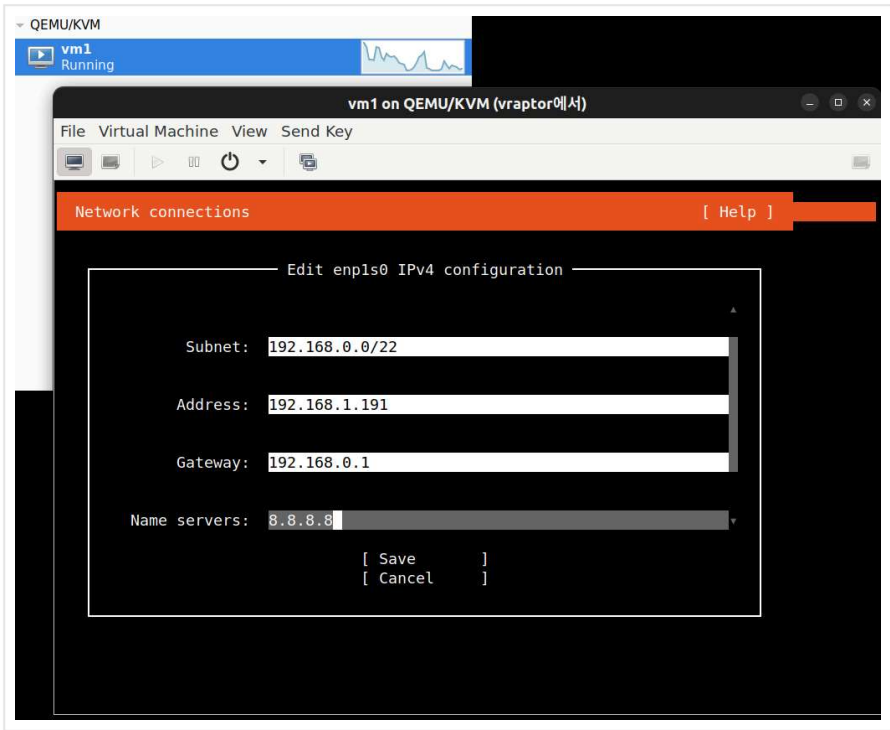 QEMU/KVM
vm1
Running
vm1 on QEMU/KVM (vraptor에서)
File Virtual Machine View Send Key
Network connections [ Help ]
Edit enp1s0 IPv4 configuration
Subnet: 192.168.0.0/22
Address: 192.168.1.191
Gateway: 192.168.0.1
Name servers: 8.8.8.8
[ Save ]
[ Cancel ]